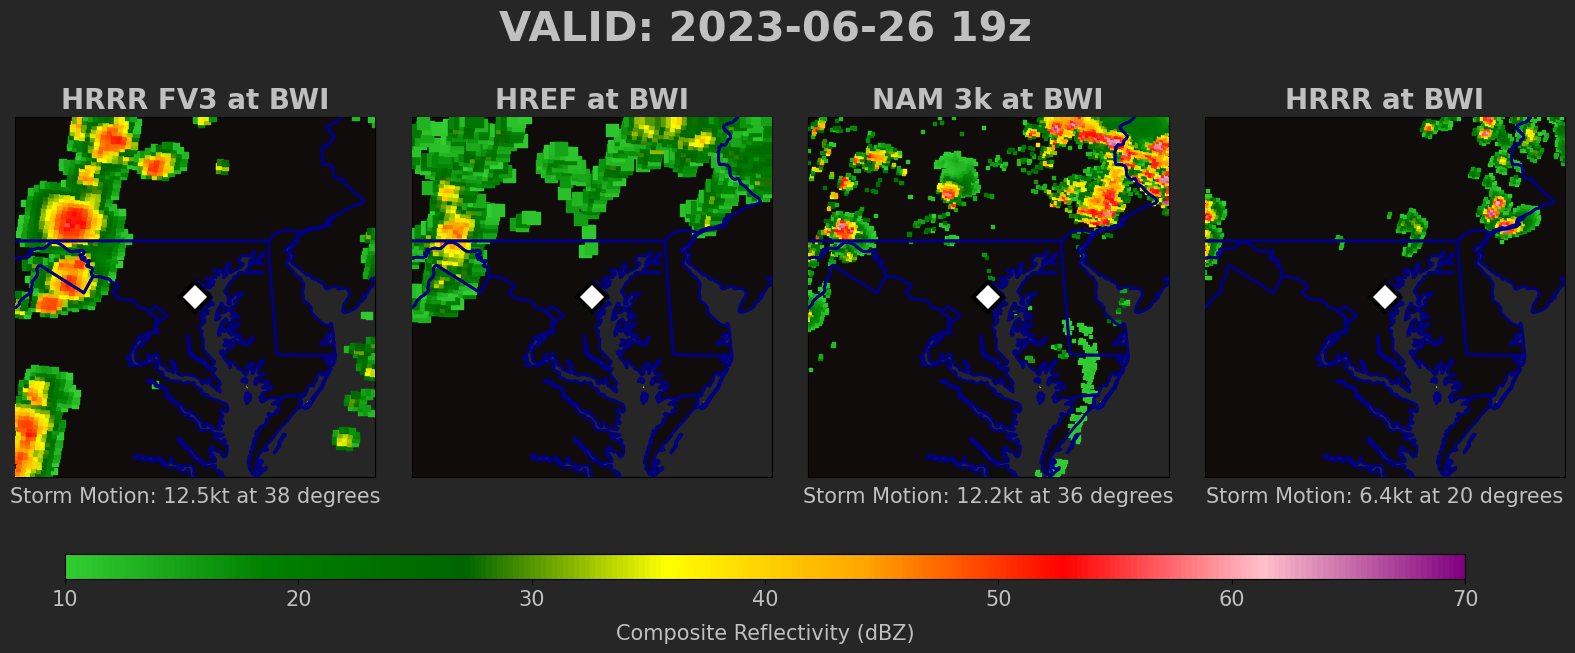 VALID: 2023-06-26 19z
HRRR FV3 at BWI
HREF at BWI
NAM 3k at BWI
HRRR at BWI
Storm Motion: 12.5kt at 38 degrees
Storm Motion: 12.2kt at 36 degrees
Storm Motion: 6.4kt at 20 degrees
10 20 30 40 50 60 70
Composite Reflectivity (dBZ)